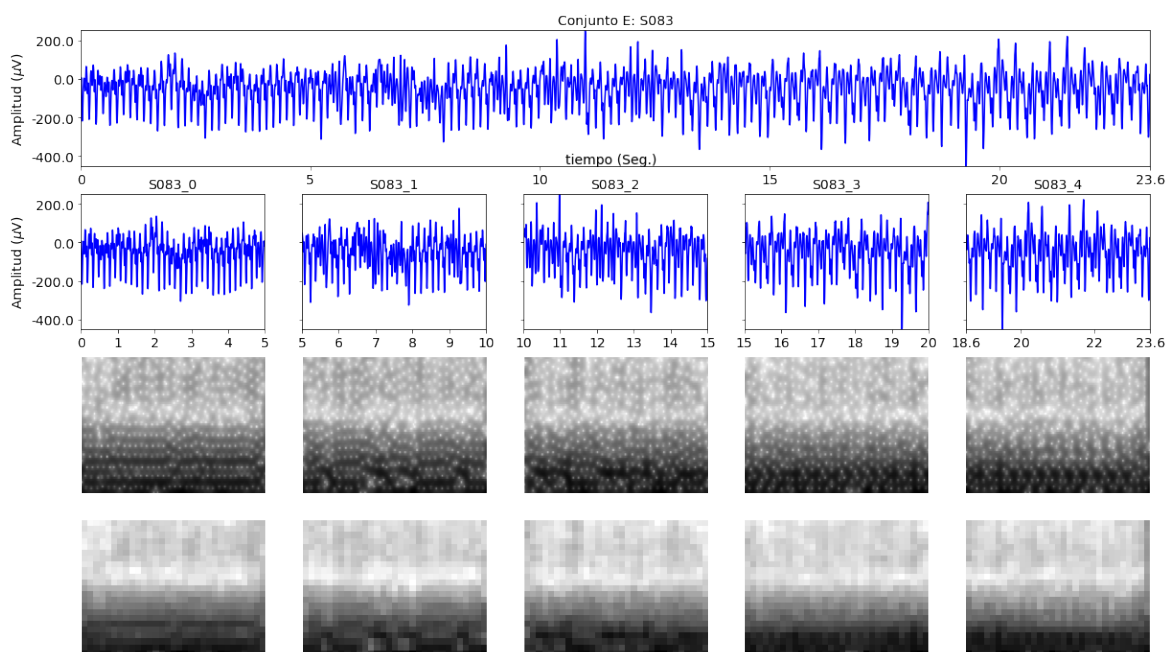 Conjunto E: S083
Amplitud (μV)
200.0
0.0
-200.0
-400.0
0 5 10 15 20 23.6
tiempo (Seg.)
S083_0 S083_1 S083_2 S083_3 S083_4
Amplitud (μV)
200.0
0.0
-200.0
-400.0
0 1 2 3 4 5 5 6 7 8 9 10 10 11 12 13 14 15 15 16 17 18 19 20 18.6 20 22 23.6